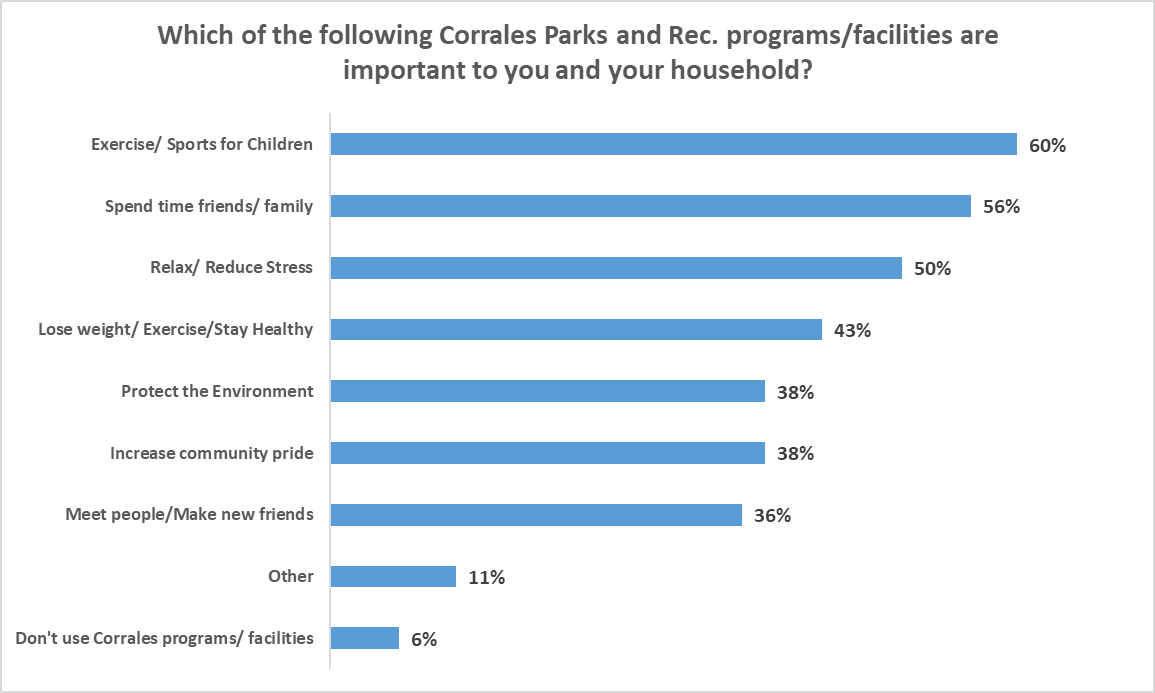 Which of the following Corrales Parks and Rec. programs/facilities are
important to you and your household?
Exercise/ Sports for Children 60%
Spend time friends/ family 56%
Relax/ Reduce Stress 50%
Lose weight/ Exercise/Stay Healthy 43%
Protect the Environment 38%
Increase community pride 38%
Meet people/Make new friends 36%
Other 11%
Don't use Corrales programs/ facilities 6%